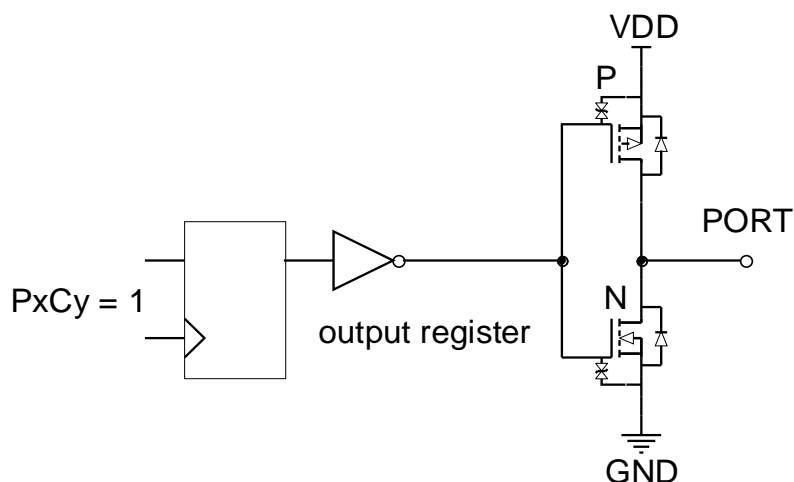 VDD
P
PORT
PxCy = 1
N
output register
GND